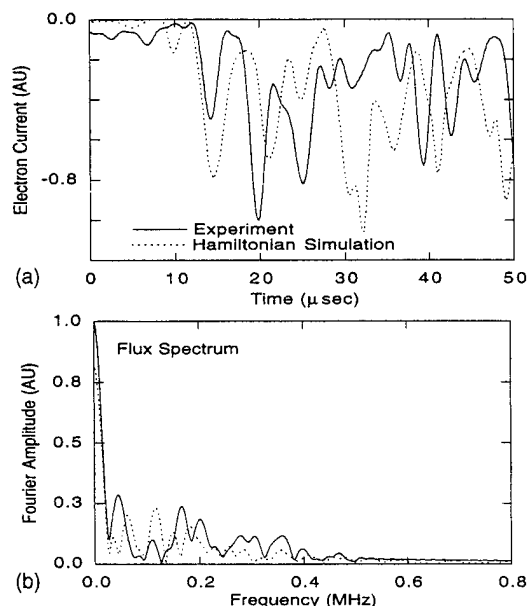 0.0
-0.8
Electron Current (AU)
Experiment
Hamiltonian Simulation
(a)
0 10 20 30 40 50
Time (μsec)
1.0
0.8
0.5
0.3
0.0
Fourier Amplitude (AU)
Flux Spectrum
(b)
0.0 0.2 0.4 0.6 0.8
Frequency (MHz)